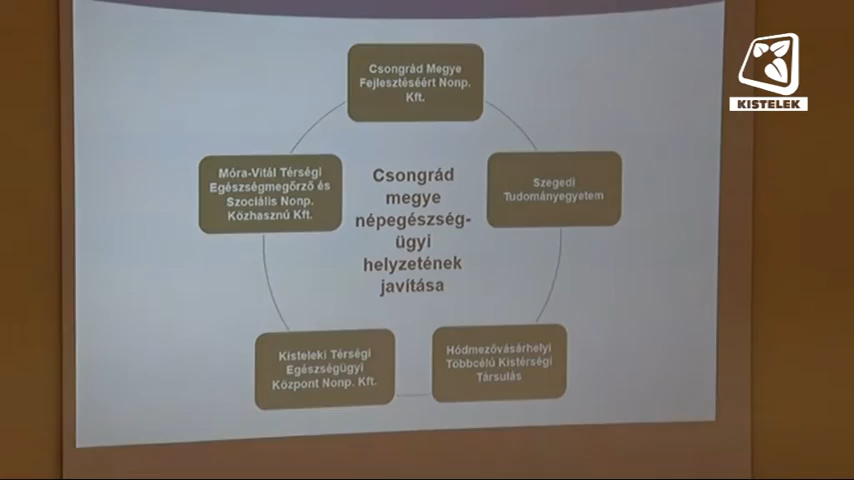 Csongrád Megye
Fejlesztéséért Nonp.
Kft.
KISTELEK
Móra-Vitál Térségi
Egészségmegőrző és
Szociális Nonp.
Közhasznú Kft.
Csongrád
megye
népegészség-
ügyi
helyzetének
javítása
Szegedi
Tudományegyetem
Kisteleki Térségi
Egészségügyi
Központ Nonp. Kft.
Hódmezővásárhelyi
Többcélú Kistérségi
Társulás